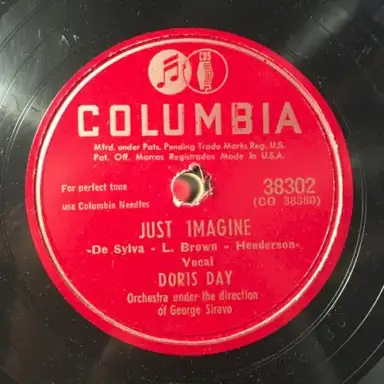 CBS
COLUMBIA
Mfrd. under Pats. Pending Trade Marks Reg. U.S.
Pat. Off. Marcas Registradas Made in U.S.A.
For perfect tone
use Columbia Needles
38302
(CO 38380)
JUST IMAGINE
-De Sylva - L. Brown - Henderson-
Vocal
DORIS DAY
Orchestra under the direction
of George Siravo